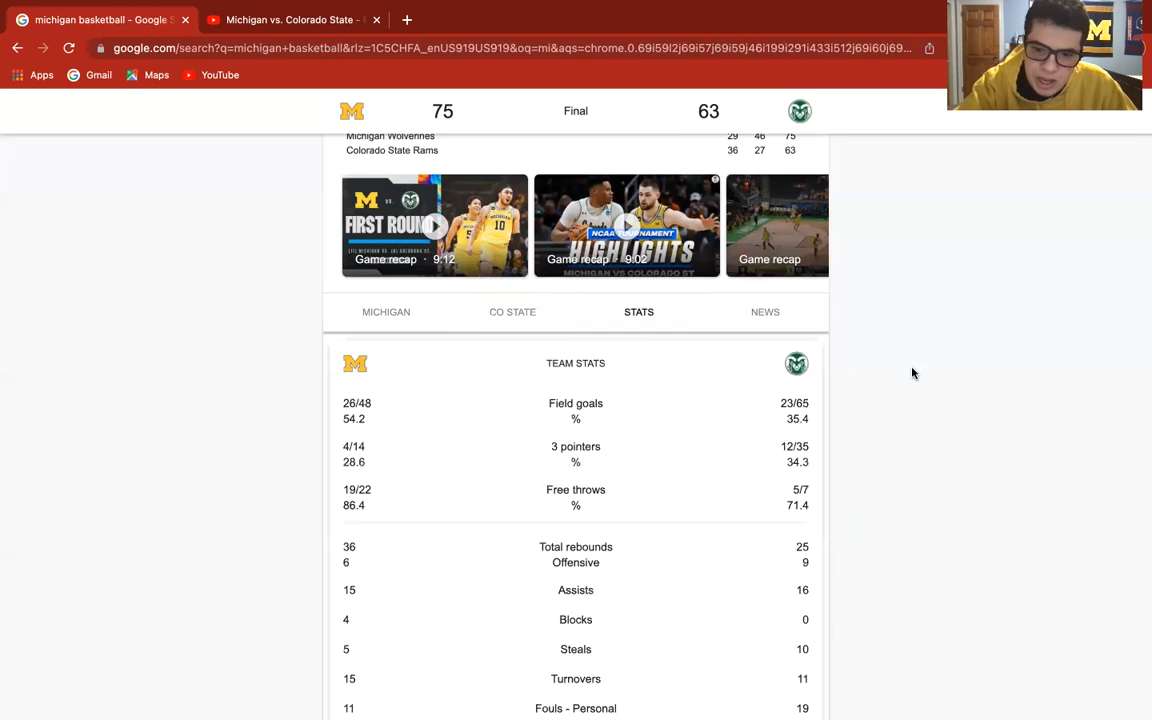 michigan basketball - Google S
Michigan vs. Colorado State -
google.com/search?q=michigan+basketball&rlz=1C5CHFA_enUS919US919&oq=mi&aqs=chrome.0.69i59l2j69i57j69i59j46i199i291i433i512j69i60j69...
Apps Gmail Maps YouTube
M
M 75 Final 63
Michigan Wolverines 29 46 75
Colorado State Rams 36 27 63
M VS.
FIRST ROUND
Game recap · 9:12
NCAA TOURNAMENT
HIGHLIGHTS
MICHIGAN VS COLORADO ST
Game recap · 9:02
Game recap
MICHIGAN CO STATE STATS NEWS
M TEAM STATS
26/48 Field goals 23/65
54.2 % 35.4
4/14 3 pointers 12/35
28.6 % 34.3
19/22 Free throws 5/7
86.4 % 71.4
36 Total rebounds 25
6 Offensive 9
15 Assists 16
4 Blocks 0
5 Steals 10
15 Turnovers 11
11 Fouls - Personal 19